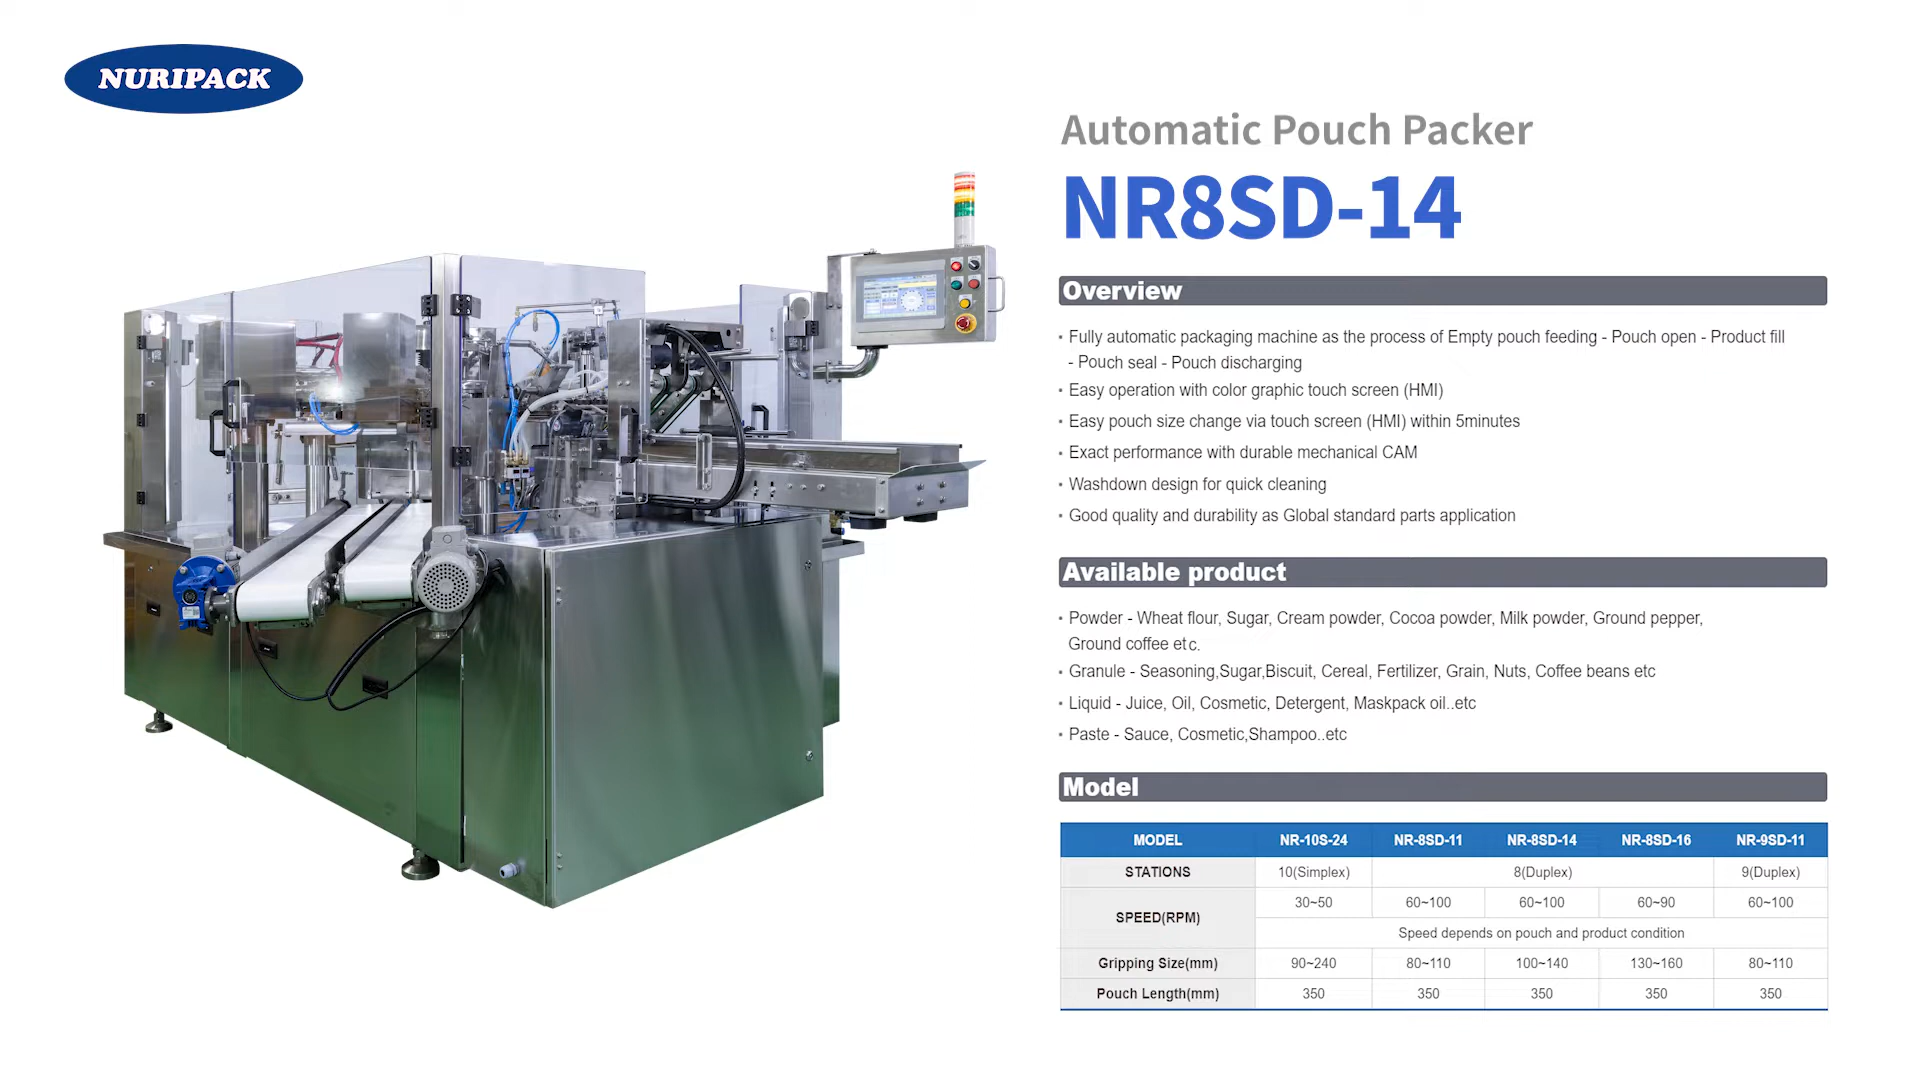 NURIPACK
Automatic Pouch Packer
NR8SD-14
Overview
· Fully automatic packaging machine as the process of Empty pouch feeding - Pouch open - Product fill
- Pouch seal - Pouch discharging
· Easy operation with color graphic touch screen (HMI)
· Easy pouch size change via touch screen (HMI) within 5minutes
· Exact performance with durable mechanical CAM
· Washdown design for quick cleaning
· Good quality and durability as Global standard parts application
Available product
· Powder - Wheat flour, Sugar, Cream powder, Cocoa powder, Milk powder, Ground pepper,
Ground coffee etc.
· Granule - Seasoning,Sugar,Biscuit, Cereal, Fertilizer, Grain, Nuts, Coffee beans etc
· Liquid - Juice, Oil, Cosmetic, Detergent, Maskpack oil..etc
· Paste - Sauce, Cosmetic,Shampoo..etc
Model
MODEL NR-10S-24 NR-8SD-11 NR-8SD-14 NR-8SD-16 NR-9SD-11
STATIONS 10(Simplex) 8(Duplex) 9(Duplex)
SPEED(RPM) 30~50 60~100 60~100 60~90 60~100
Speed depends on pouch and product condition
Gripping Size(mm) 90~240 80~110 100~140 130~160 80~110
Pouch Length(mm) 350 350 350 350 350